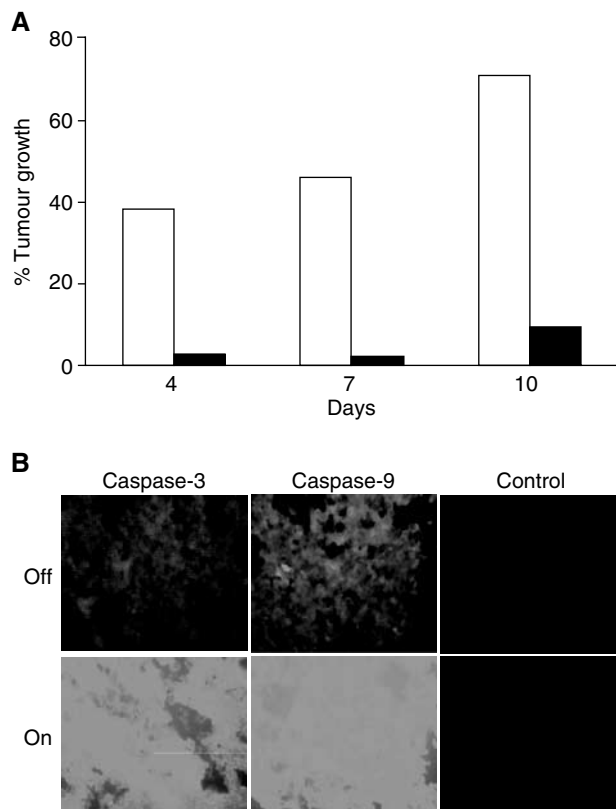 A
% Tumour growth
80
60
40
20
0
4 7 10
Days
B
Caspase-3 Caspase-9 Control
Off
On